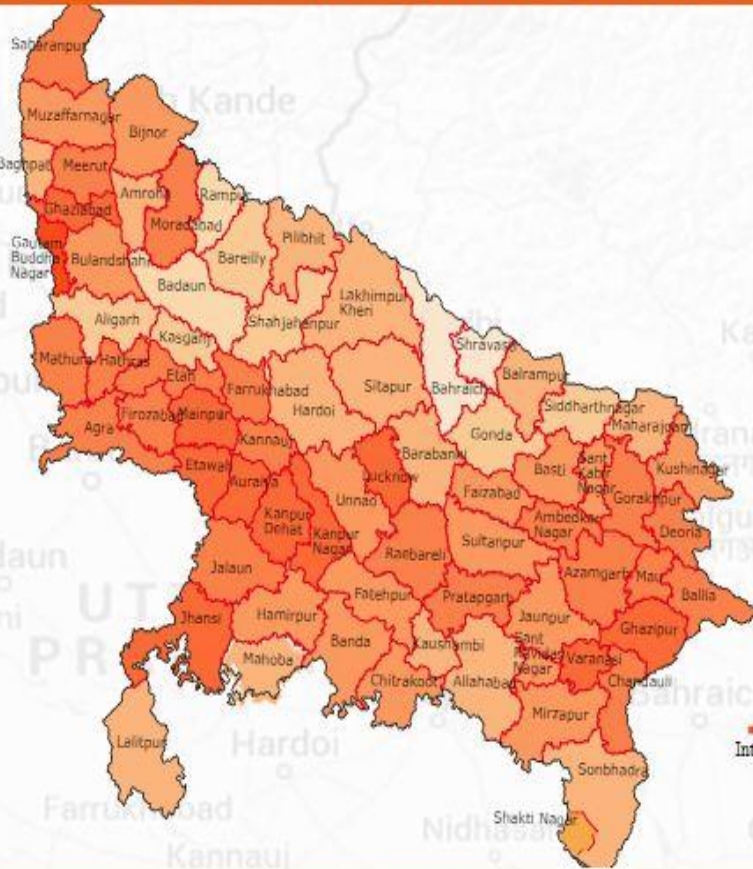 Saharanpur
Kande
Muzaffarnagar
Bijnor
Baghpat
Meerut
Amroha
Rampur
Ghaziabad
Moradabad
Gautam
Buddha
Nagar
Bulandshahr
Bareilly
Pilibhit
Badaun
Lakhimpur
Kheri
Aligarh
Shahjahanpur
Kasganj
Shravasti
Mathura
Hathras
Etah
Farrukhabad
Sitapur
Bahraich
Balrampur
Hardoi
Siddharthnagar
Agra
Firozabad
Mainpuri
Maharajganj
Kannauj
Gonda
Barabanki
Etawah
Lucknow
Basti
Sant
Kabir
Nagar
Kushinagar
Auraiya
Unnao
Faizabad
Gorakhpur
Kanpur
Dehat
Kanpur
Nagar
Ambedkar
Nagar
Deoria
Sultanpur
Raebareli
Jalaun
Azamgarh
Mau
Ballia
Fatehpur
Pratapgarh
Jaunpur
Jhansi
Hamirpur
Ghazipur
Banda
Kaushambi
Sant
Ravidas
Nagar
Varanasi
Mahoba
Chitrakoot
Allahabad
Chandauli
Mirzapur
Lalitpur
Hardoi
Sonbhadra
Shakti Nagar
Kannauj